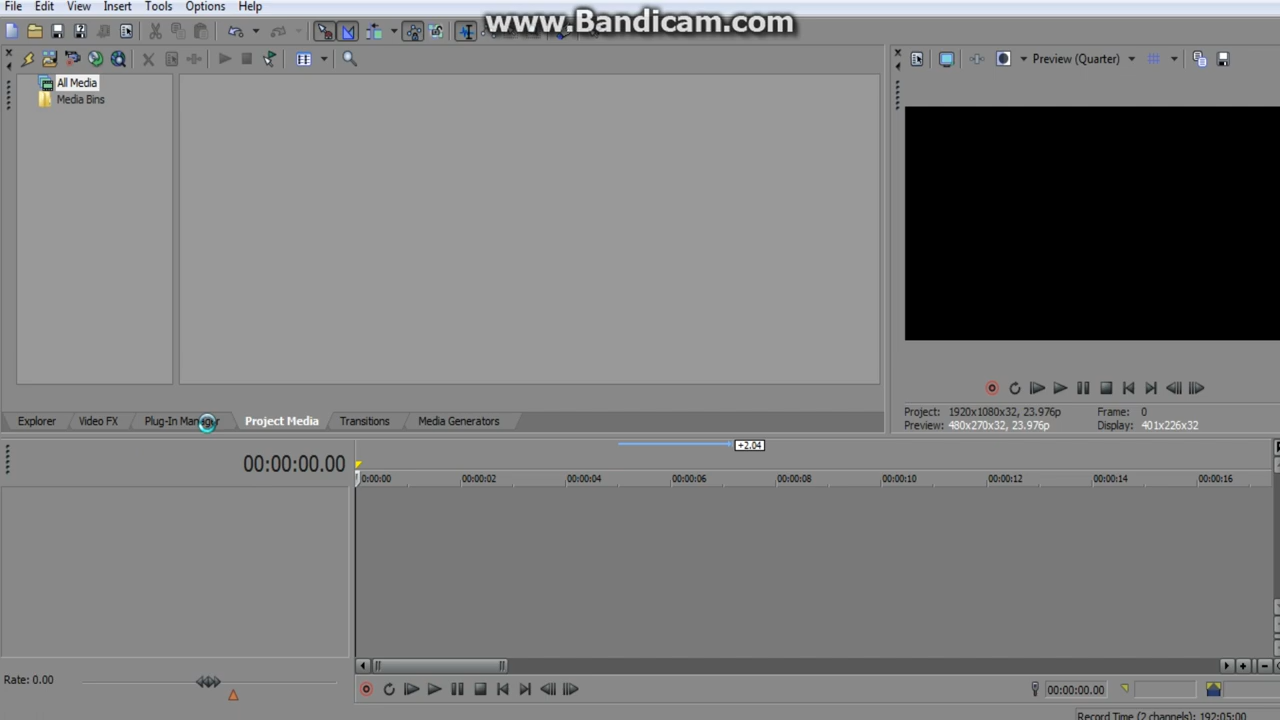 www.Bandicam.com
File Edit View Insert Tools Options Help
Preview (Quarter)
All Media
Media Bins
Explorer Video FX Plug-In Manager Project Media Transitions Media Generators
Project: 1920x1080x32, 23.976p Frame: 0
Preview: 480x270x32, 23.976p Display: 401x226x32
+2.04
00:00:00.00
0:00:00 00:00:02 00:00:04 00:00:06 00:00:08 00:00:10 00:00:12 00:00:14 00:00:16
Rate: 0.00
00:00:00.00
Record Time (2 channels): 192:05:00